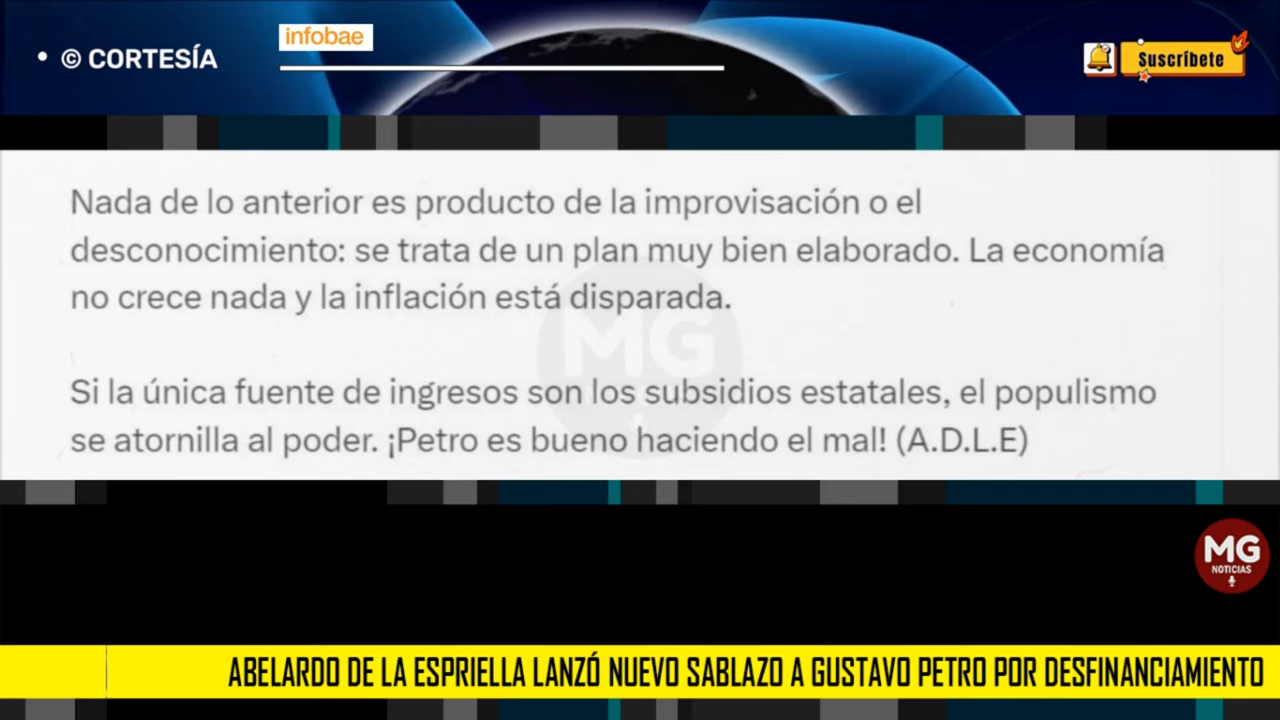 • © CORTESÍA
infobae
Suscríbete
Nada de lo anterior es producto de la improvisación o el
desconocimiento: se trata de un plan muy bien elaborado. La economía
no crece nada y la inflación está disparada.
MG
Si la única fuente de ingresos son los subsidios estatales, el populismo
se atornilla al poder. ¡Petro es bueno haciendo el mal! (A.D.L.E)
MG
NOTICIAS
ABELARDO DE LA ESPRIELLA LANZÓ NUEVO SABLAZO A GUSTAVO PETRO POR DESFINANCIAMIENTO